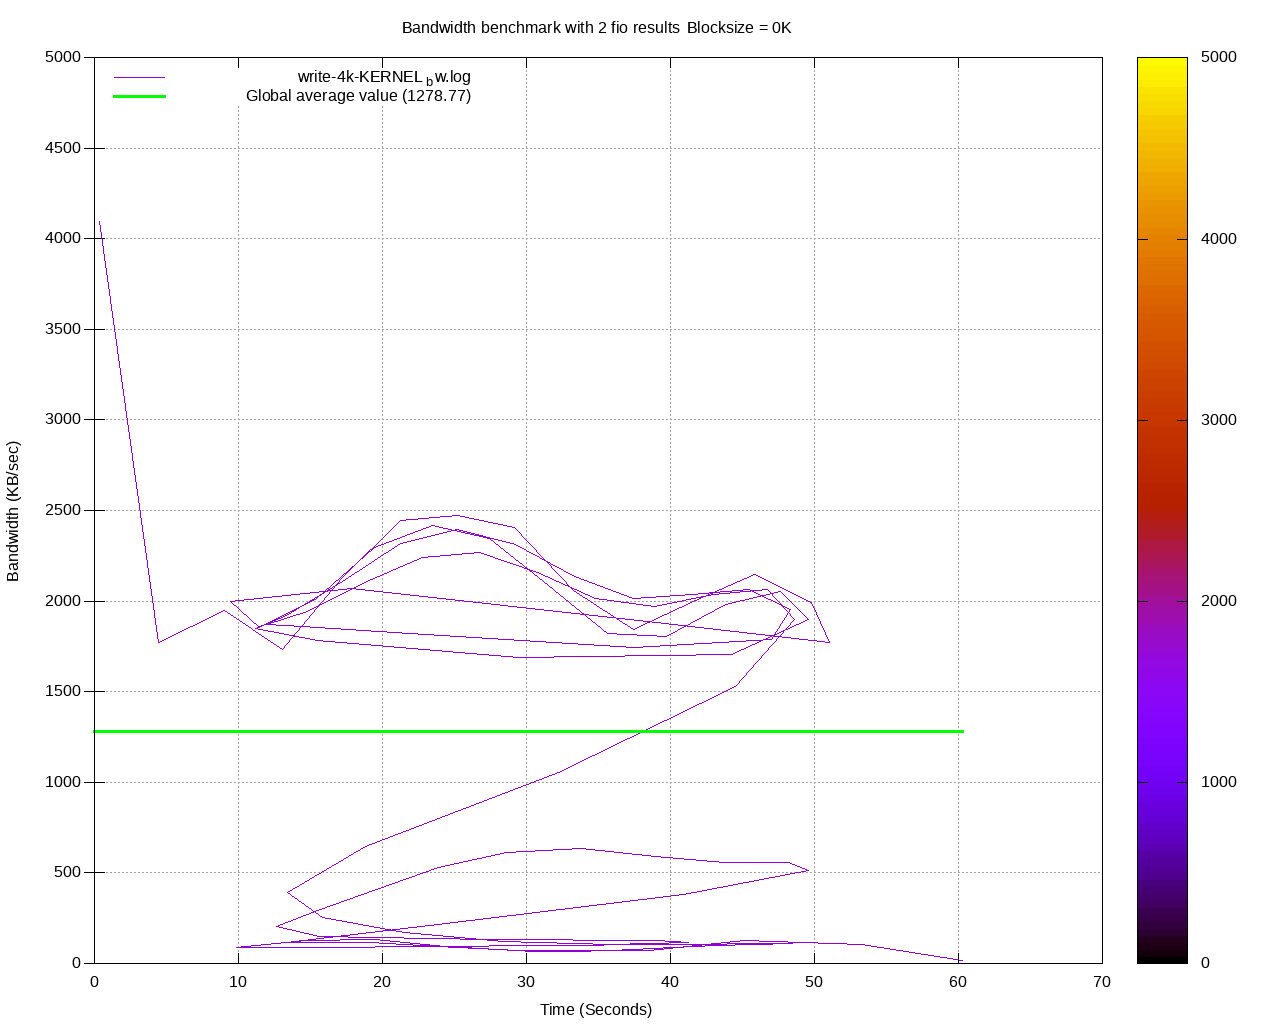 Bandwidth benchmark with 2 fio results Blocksize = 0K
write-4k-KERNEL_bw.log
Global average value (1278.77)
Bandwidth (KB/sec)
5000
4500
4000
3500
3000
2500
2000
1500
1000
500
0
0 10 20 30 40 50 60 70
Time (Seconds)
5000
4000
3000
2000
1000
0